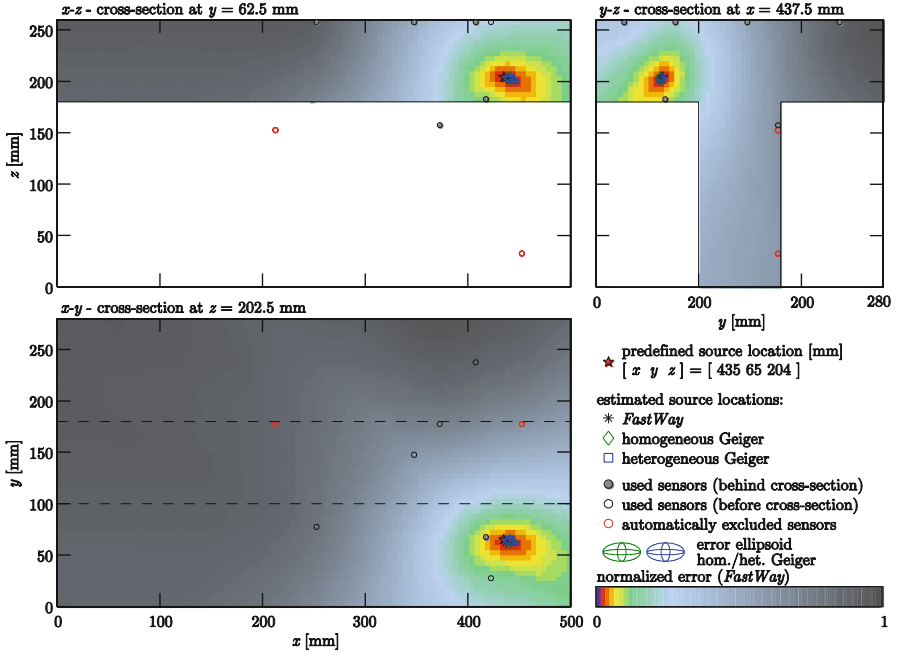 x-z - cross-section at y = 62.5 mm
y-z - cross-section at x = 437.5 mm
250
200
150
100
50
0
z [mm]
0
200
200
280
y [mm]
x-y - cross-section at z = 202.5 mm
250
200
150
100
50
0
y [mm]
0
100
200
300
400
500
x [mm]
predefined source location [mm]
[ x y z ] = [ 435 65 204 ]
estimated source locations:
FastWay
homogeneous Geiger
heterogeneous Geiger
used sensors (behind cross-section)
used sensors (before cross-section)
automatically excluded sensors
error ellipsoid
hom./het. Geiger
normalized error (FastWay)
0
1